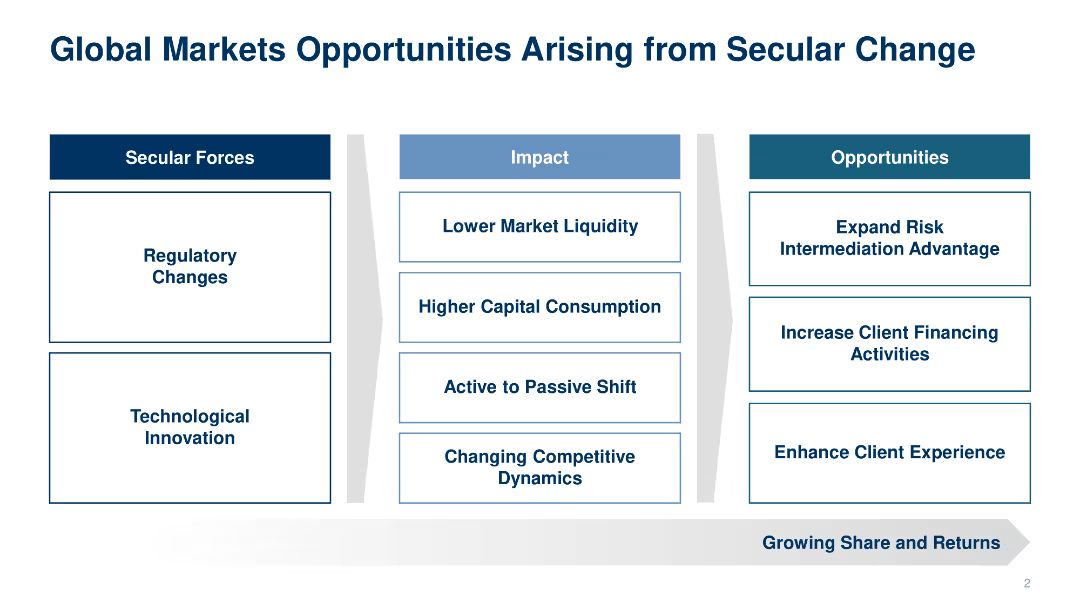 Global Markets Opportunities Arising from Secular Change
Secular Forces
Regulatory
Changes
Technological
Innovation
Impact
Lower Market Liquidity
Higher Capital Consumption
Active to Passive Shift
Changing Competitive
Dynamics
Opportunities
Expand Risk
Intermediation Advantage
Increase Client Financing
Activities
Enhance Client Experience
Growing Share and Returns
2